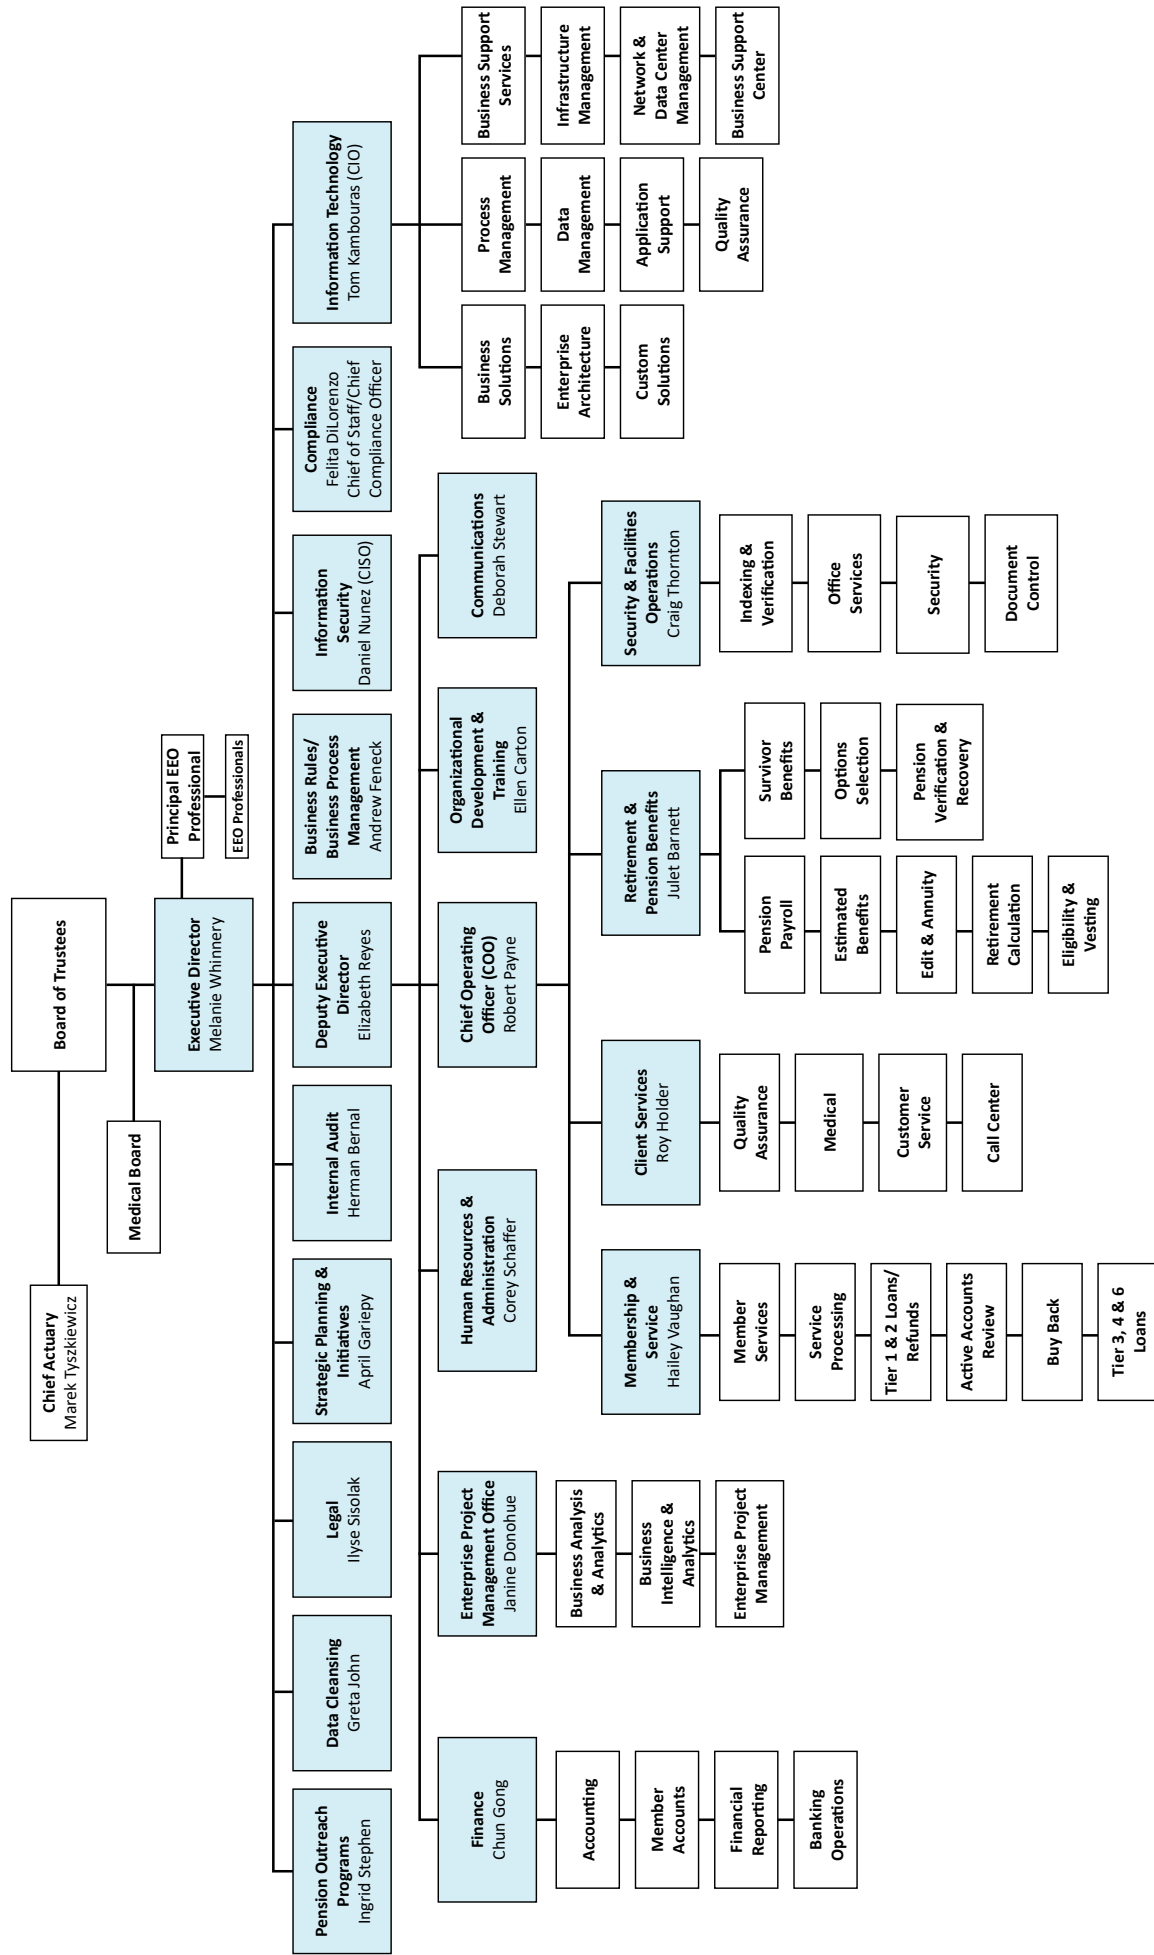 Board of Trustees
Chief Actuary
Marek Tyszkiewicz
Medical Board
Executive Director
Melanie Whinnery
Principal EEO
Professional
EEO Professionals
Pension Outreach
Programs
Ingrid Stephen
Data Cleansing
Greta John
Legal
Ilyse Sisolak
Strategic Planning &
Initiatives
April Gariepy
Internal Audit
Herman Bernal
Deputy Executive
Director
Elizabeth Reyes
Business Rules/
Business Process
Management
Andrew Feneck
Information
Security
Daniel Nunez (CISO)
Compliance
Felita DiLorenzo
Chief of Staff/Chief
Compliance Officer
Information Technology
Tom Kambouras (CIO)
Finance
Chun Gong
Accounting
Member
Accounts
Financial
Reporting
Banking
Operations
Enterprise Project
Management Office
Janine Donohue
Business Analysis
& Analytics
Business
Intelligence &
Analytics
Enterprise Project
Management
Human Resources &
Administration
Corey Schaffer
Chief Operating
Officer (COO)
Robert Payne
Organizational
Development &
Training
Ellen Carton
Communications
Deborah Stewart
Business
Solutions
Enterprise
Architecture
Custom
Solutions
Process
Management
Data
Management
Application
Support
Quality
Assurance
Business Support
Services
Infrastructure
Management
Network &
Data Center
Management
Business Support
Center
Membership &
Service
Hailey Vaughan
Member
Services
Service
Processing
Tier 1 & 2 Loans/
Refunds
Active Accounts
Review
Buy Back
Tier 3, 4 & 6
Loans
Client Services
Roy Holder
Quality
Assurance
Medical
Customer
Service
Call Center
Retirement &
Pension Benefits
Julet Barnett
Pension
Payroll
Estimated
Benefits
Edit & Annuity
Retirement
Calculation
Eligibility &
Vesting
Survivor
Benefits
Options
Selection
Pension
Verification &
Recovery
Security & Facilities
Operations
Craig Thornton
Indexing &
Verification
Office
Services
Security
Document
Control